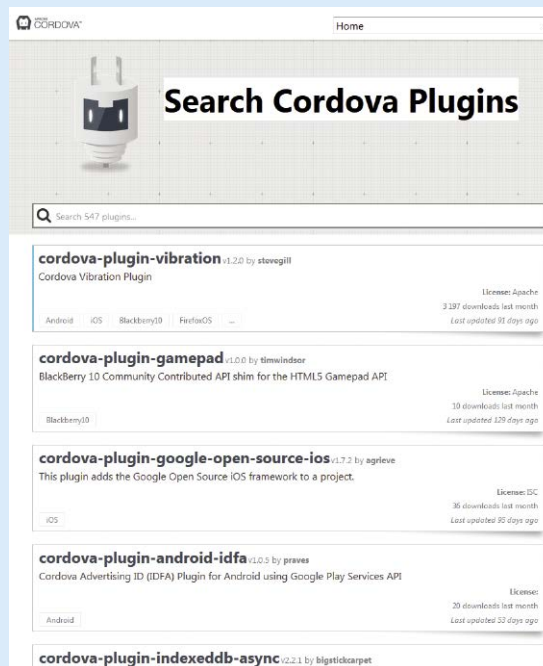 CORDOVA™
Home
Search Cordova Plugins
Search 547 plugins...
cordova-plugin-vibration v1.2.0 by stevegill
Cordova Vibration Plugin
License: Apache
3 197 downloads last month
Android iOS Blackberry10 FirefoxOS ...
Last updated 91 days ago
cordova-plugin-gamepad v1.0.0 by timwindsor
BlackBerry 10 Community Contributed API shim for the HTML5 Gamepad API
License: Apache
10 downloads last month
Blackberry10
Last updated 129 days ago
cordova-plugin-google-open-source-ios v1.7.2 by agrieve
This plugin adds the Google Open Source iOS framework to a project.
License: ISC
36 downloads last month
iOS
Last updated 95 days ago
cordova-plugin-android-idfa v1.0.5 by praves
Cordova Advertising ID (IDFA) Plugin for Android using Google Play Services API
License:
20 downloads last month
Android
Last updated 53 days ago
cordova-plugin-indexeddb-async v2.2.1 by bigstickcarpet